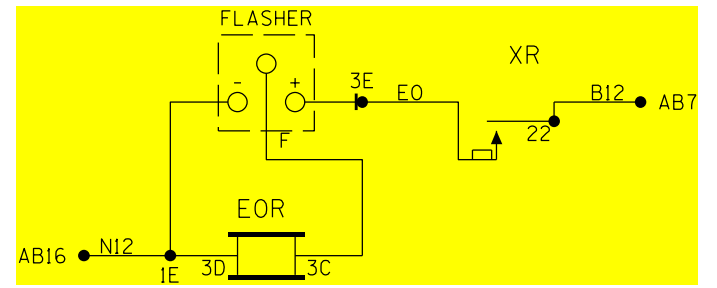 FLASHER
XR
- +
3E EO B12
AB7
22
F
EOR
N12
AB16
1E 3D 3C